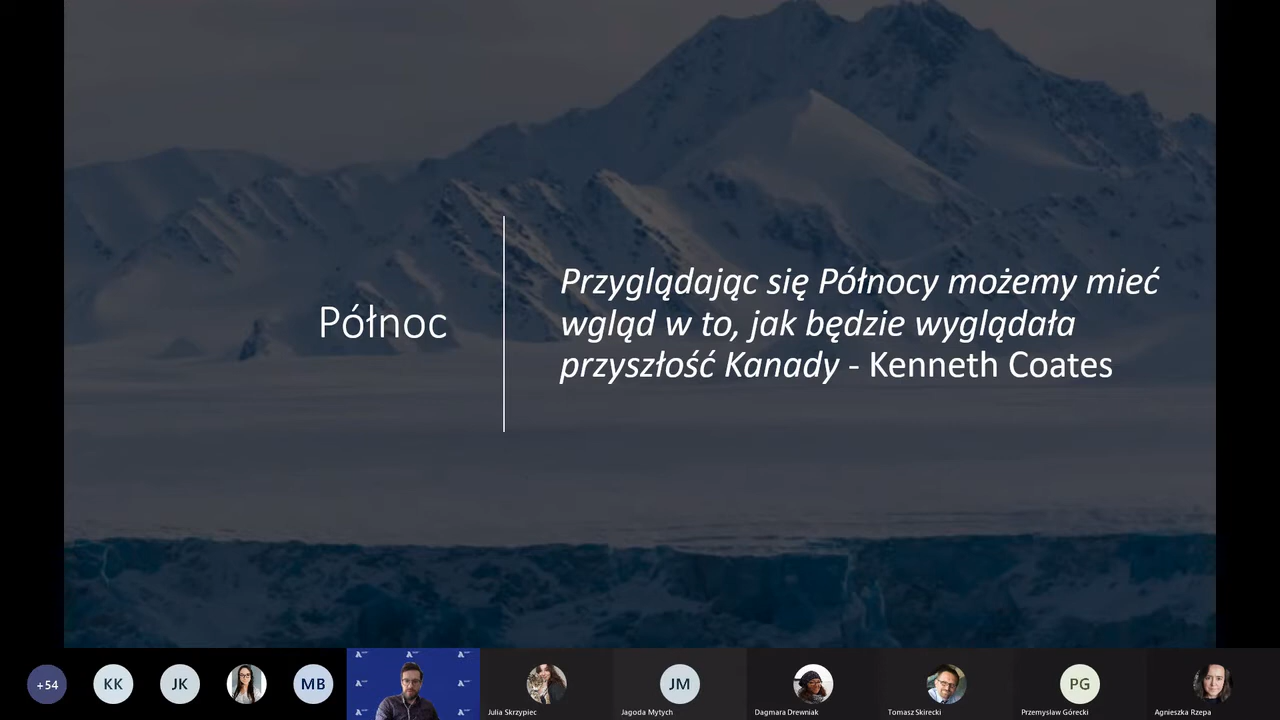 Północ
Przyglądając się Północy możemy mieć
wgląd w to, jak będzie wyglądała
przyszłość Kanady - Kenneth Coates
+54
KK
JK
MB
Julia Skrzypiec
JM
Jagoda Mytych
Dagmara Drewniak
Tomasz Skirecki
PG
Przemysław Górecki
Agnieszka Rzepa